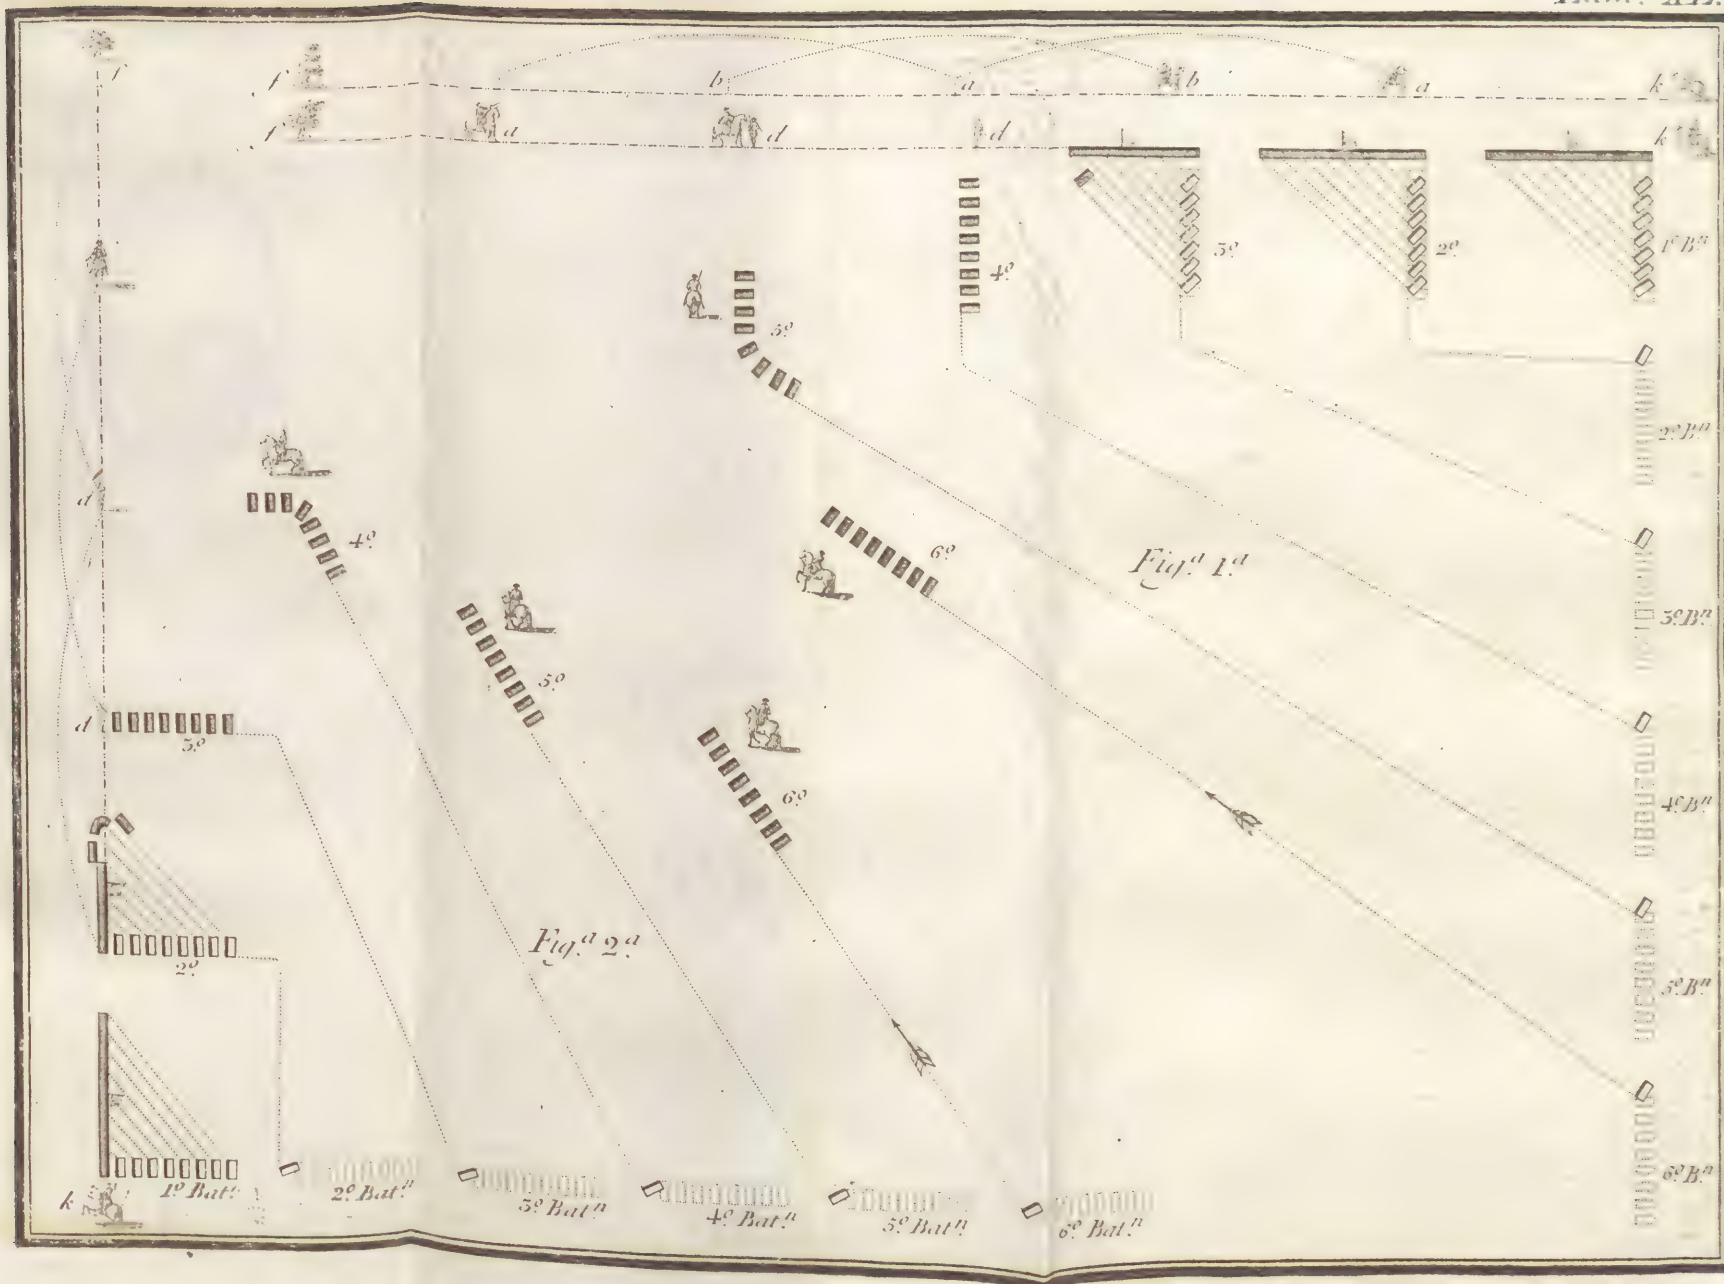 f
f
b
a
b
a
k
f
a
d
d
k
4º
3º
2º
1º Bⁿ
5º
2º Bⁿ
d
4º
6º
Figª 1ª
3º Bⁿ
5º
d
3º
6º
4º Bⁿ
Figª 2ª
2º
5º Bⁿ
k
1º Batⁿ
2º Batⁿ
3º Batⁿ
4º Batⁿ
5º Batⁿ
6º Batⁿ
6º Bⁿ